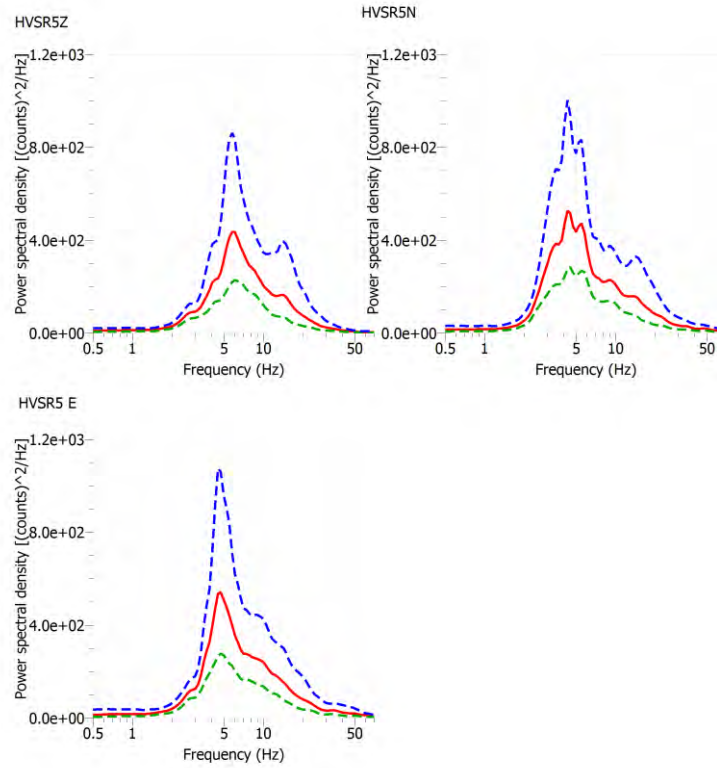 HVSR5Z
Power spectral density [(counts)^2/Hz]
1.2e+03
8.0e+02
4.0e+02
0.0e+00
0.5 1 5 10 50
Frequency (Hz)
HVSR5N
Power spectral density [(counts)^2/Hz]
1.2e+03
8.0e+02
4.0e+02
0.0e+00
0.5 1 5 10 50
Frequency (Hz)
HVSR5 E
Power spectral density [(counts)^2/Hz]
1.2e+03
8.0e+02
4.0e+02
0.0e+00
0.5 1 5 10 50
Frequency (Hz)